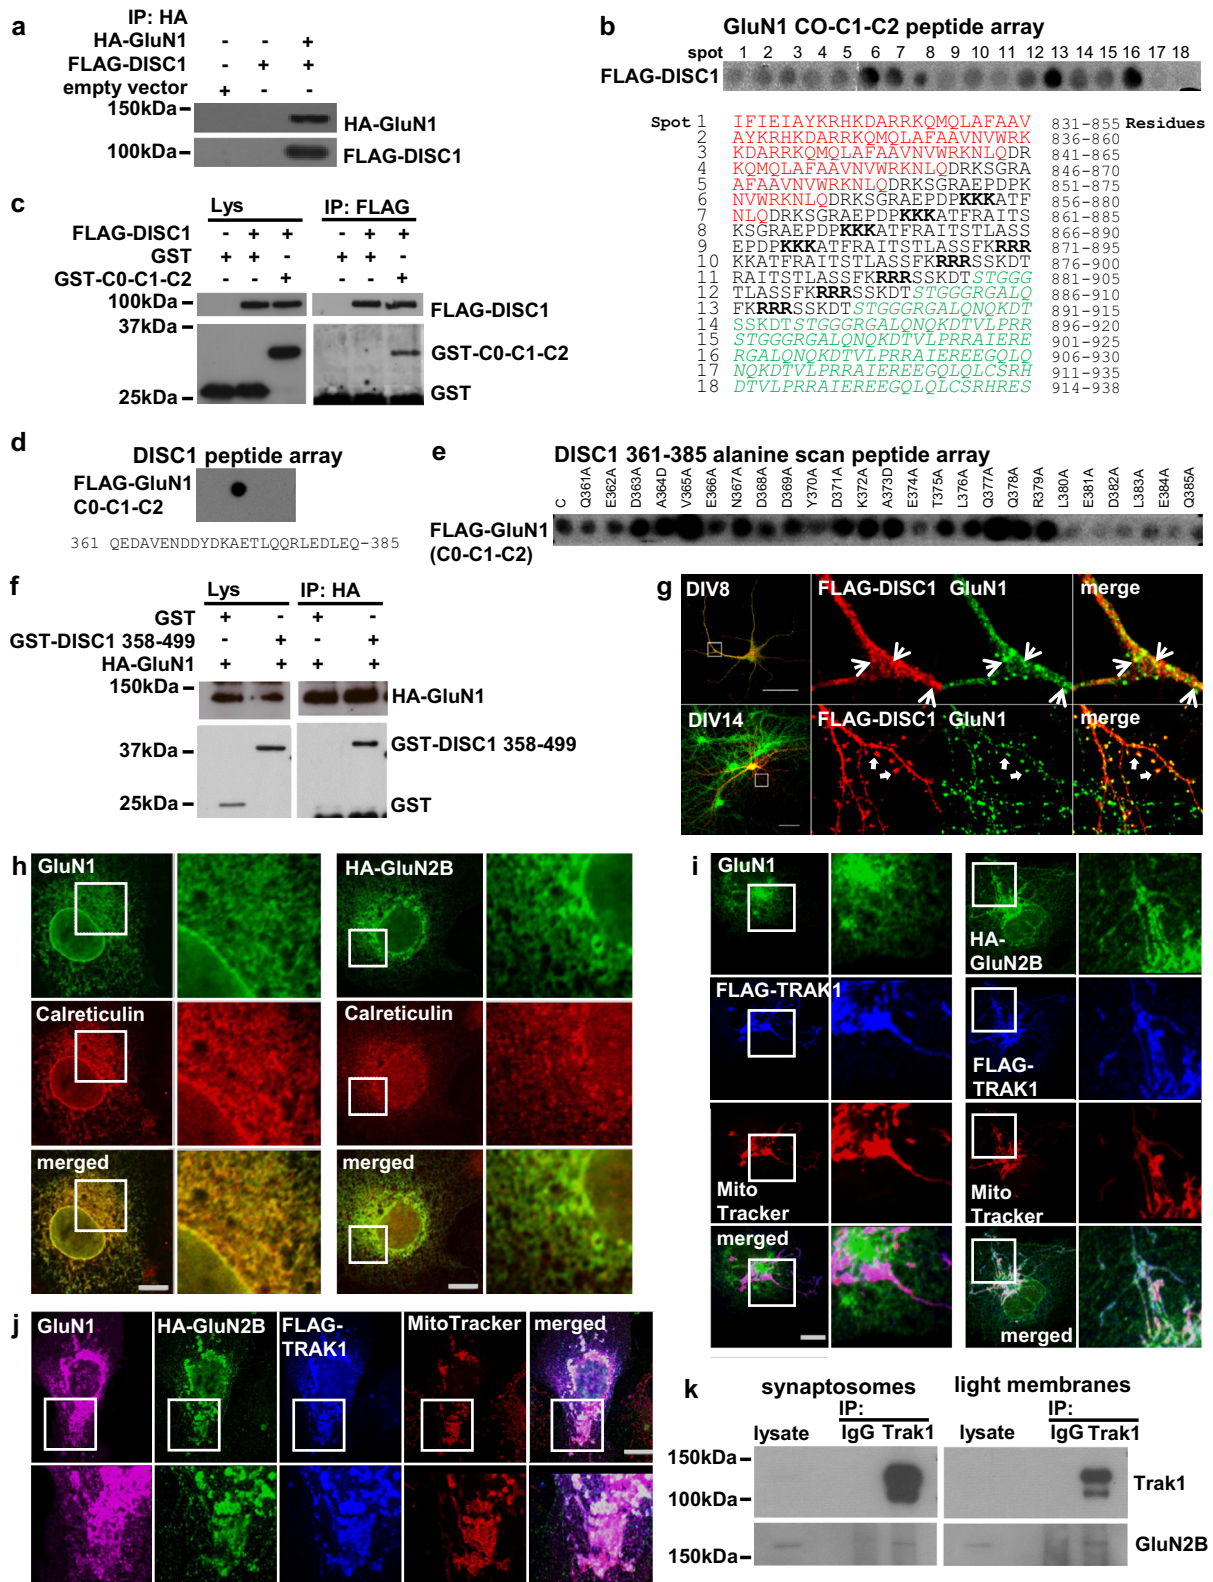 a
IP: HA
HA-GluN1 - - +
FLAG-DISC1 - + +
empty vector + - -
150kDa
HA-GluN1
100kDa
FLAG-DISC1
b
GluN1 CO-C1-C2 peptide array
spot 1 2 3 4 5 6 7 8 9 10 11 12 13 14 15 16 17 18
FLAG-DISC1
Spot 1 IFIEIAYKRHKDARRKQMQLAFAAV 831-855 Residues
2 AYKRHKDARRKQMQLAFAAVNVWRK 836-860
3 KDARRKQMQLAFAAVNVWRKNLQDR 841-865
4 KQMQLAFAAVNVWRKNLQDRKSGRA 846-870
5 AFAAVNVWRKNLQDRKSGRAEPDPK 851-875
6 NVWRKNLQDRKSGRAEPDPKKKATF 856-880
7 NLQDRKSGRAEPDPKKKATFRAITS 861-885
8 KSGRAEPDPKKKATFRAITSTLASS 866-890
9 EPDPKKKATFRAITSTLASSFKRRR 871-895
10 KKATFRAITSTLASSFKRRRSSKDT 876-900
11 RAITSTLASSFKRRRSSKDTSTGGG 881-905
12 TLASSFKRRRSSKDTSTGGGRGALQ 886-910
13 FKRRRSSKDTSTGGGRGALQNQKDT 891-915
14 SSKDTSTGGGRGALQNQKDTVLPRR 896-920
15 STGGGRGALQNQKDTVLPRRAIERE 901-925
16 RGALQNQKDTVLPRRAIEREEGQLQ 906-930
17 NQKDTVLPRRAIEREEGQLQLCSRH 911-935
18 DTVLPRRAIEREEGQLQLCSRHRES 914-938
c
Lys IP: FLAG
FLAG-DISC1 - + + - + +
GST + + - + + -
GST-C0-C1-C2 - - + - - +
100kDa
FLAG-DISC1
37kDa
GST-C0-C1-C2
25kDa
GST
d
DISC1 peptide array
FLAG-GluN1
C0-C1-C2
361 QEDAVENDDYDKAETLQQRLEDLEQ-385
e
DISC1 361-385 alanine scan peptide array
C Q361A E362A D363A A364D V365A E366A N367A D368A D369A Y370A D371A K372A A373D E374A T375A L376A Q377A Q378A R379A L380A E381A D382A L383A E384A Q385A
FLAG-GluN1
(C0-C1-C2)
f
Lys IP: HA
GST + - + -
GST-DISC1 358-499 - + - +
HA-GluN1 + + + +
150kDa
HA-GluN1
37kDa
GST-DISC1 358-499
25kDa
GST
g
DIV8 FLAG-DISC1 GluN1 merge
DIV14 FLAG-DISC1 GluN1 merge
h
GluN1 HA-GluN2B
Calreticulin Calreticulin
merged merged
i
GluN1 HA-
GluN2B
FLAG-TRAK1 FLAG-
TRAK1
Mito
Tracker
Mito
Tracker
merged merged
j
GluN1 HA-GluN2B FLAG-
TRAK1
MitoTracker merged
k
synaptosomes light membranes
IP: IP:
lysate IgG Trak1 lysate IgG Trak1
150kDa
100kDa
Trak1
150kDa
GluN2B